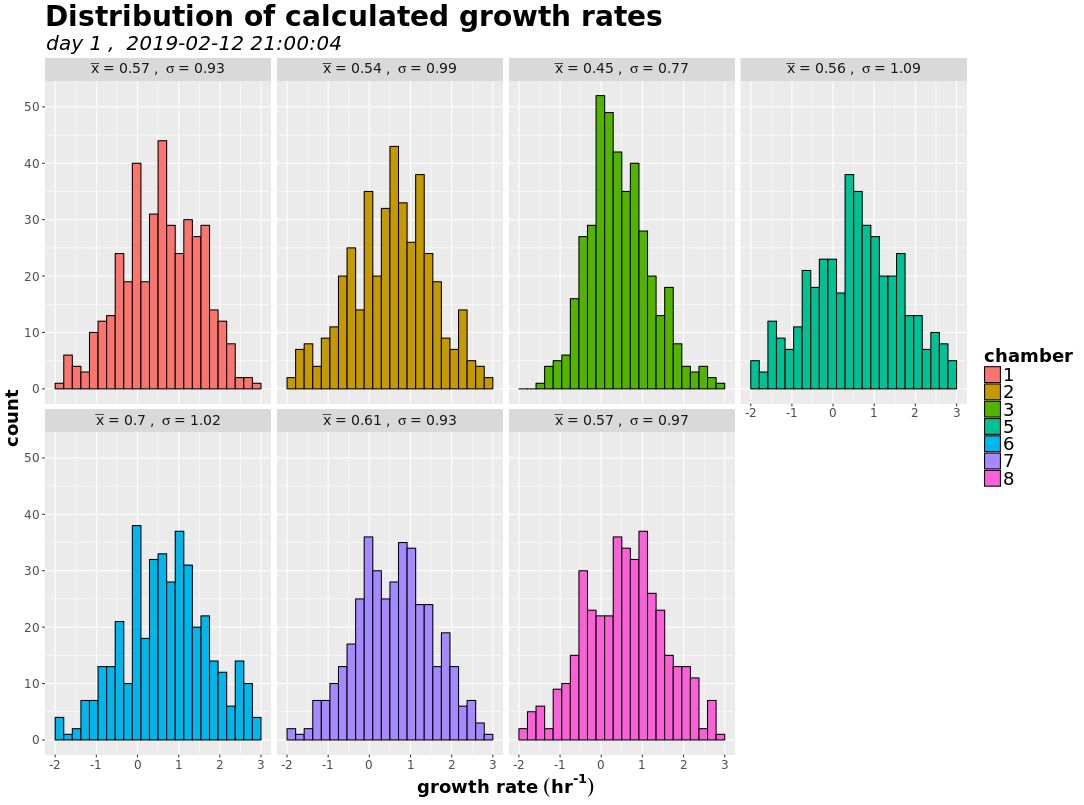 Distribution of calculated growth rates
day 1 , 2019-02-12 21:00:04
x̅ = 0.57 , σ = 0.93
x̅ = 0.54 , σ = 0.99
x̅ = 0.45 , σ = 0.77
x̅ = 0.56 , σ = 1.09
50
40
30
20
10
0
-2 -1 0 1 2 3
x̅ = 0.7 , σ = 1.02
x̅ = 0.61 , σ = 0.93
x̅ = 0.57 , σ = 0.97
50
40
30
20
10
0
-2 -1 0 1 2 3
-2 -1 0 1 2 3
-2 -1 0 1 2 3
count
growth rate (hr⁻¹)
chamber
1
2
3
5
6
7
8